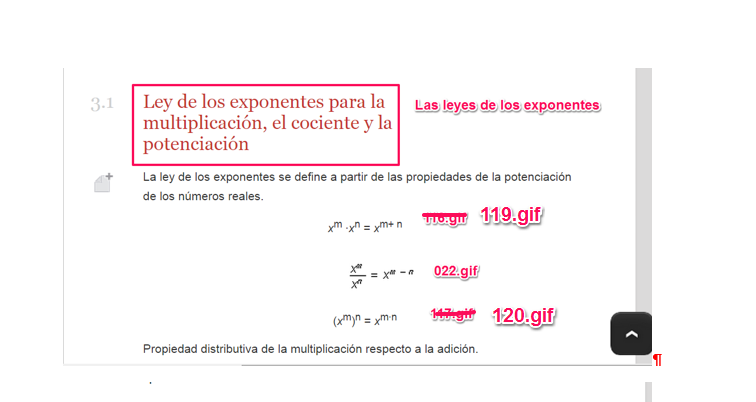 3.1 Ley de los exponentes para la
multiplicación, el cociente y la
potenciación
Las leyes de los exponentes
La ley de los exponentes se define a partir de las propiedades de la potenciación
de los números reales.
xᵐ ·xⁿ = xᵐ⁺ ⁿ 116.gif 119.gif
xᵐ/xⁿ = xᵐ ⁻ ⁿ 022.gif
(xᵐ)ⁿ = xᵐ·ⁿ 117.gif 120.gif
Propiedad distributiva de la multiplicación respecto a la adición.
¶